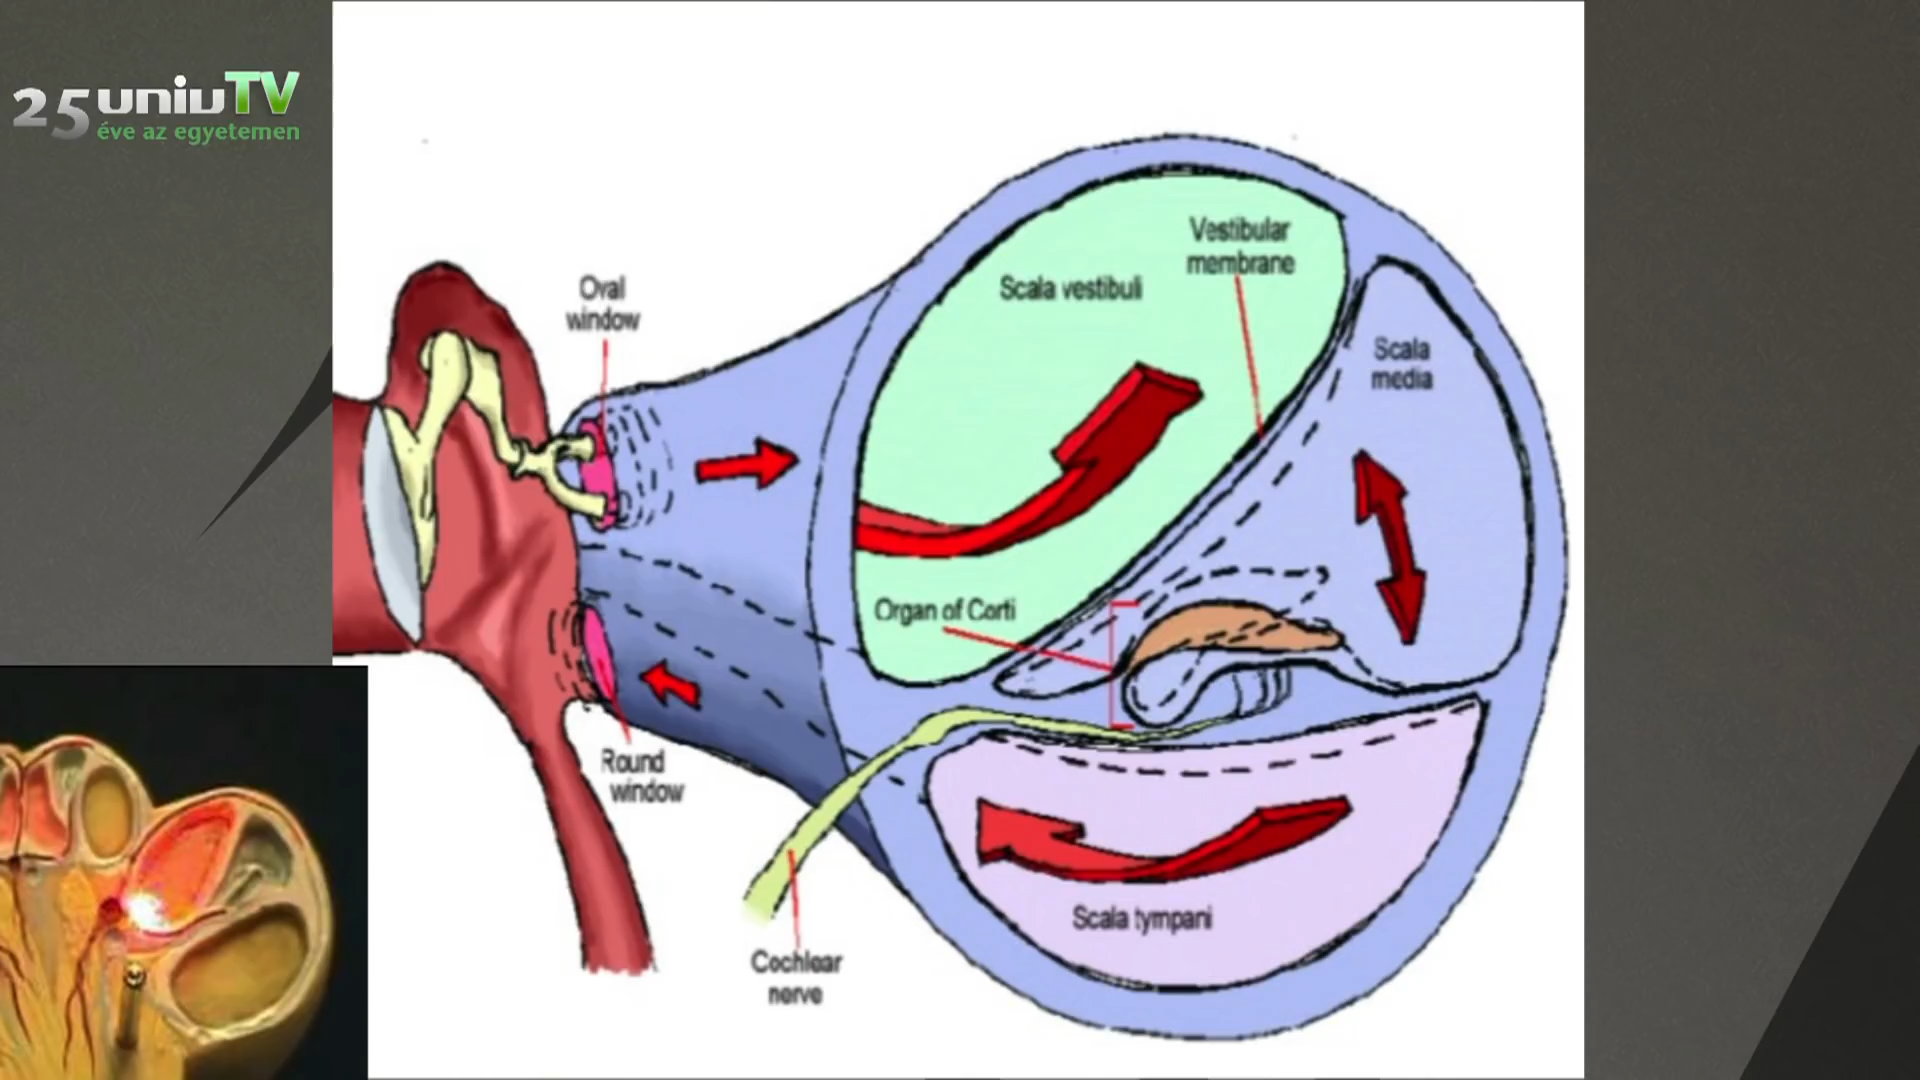 25 univTV
éve az egyetemen
Vestibular
membrane
Scala vestibuli
Oval
window
Scala
media
Organ of Corti
Round
window
Scala tympani
Cochlear
nerve